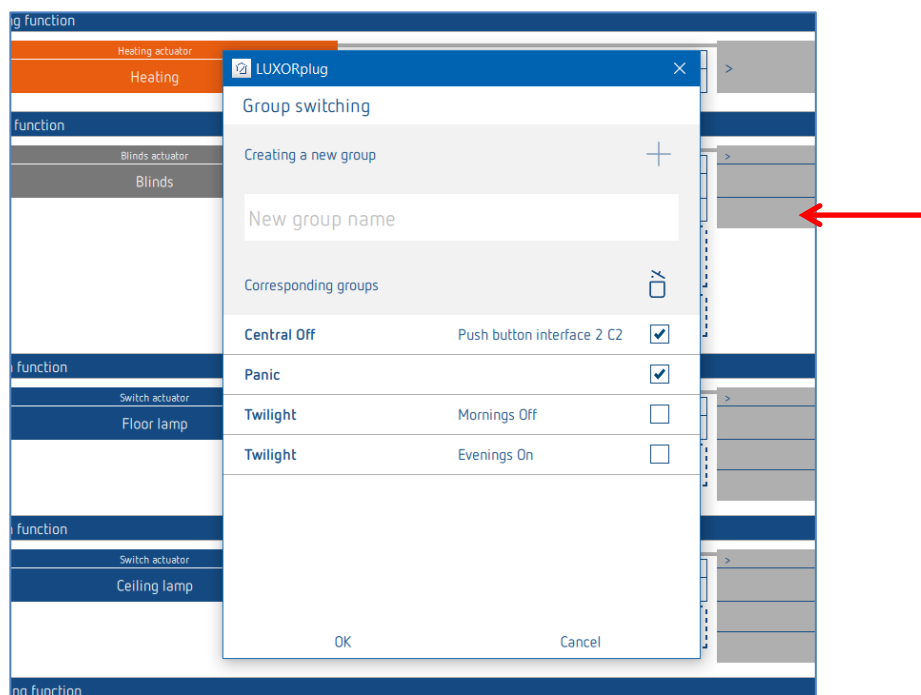 g function
Heating actuator
Heating
>
LUXORplug
Group switching
function
Creating a new group
Blinds actuator
>
Blinds
New group name
Corresponding groups
Central Off Push button interface 2 C2
Panic
function
Switch actuator
>
Twilight Mornings Off
Floor lamp
Twilight Evenings On
function
Switch actuator
>
Ceiling lamp
OK Cancel
ng function